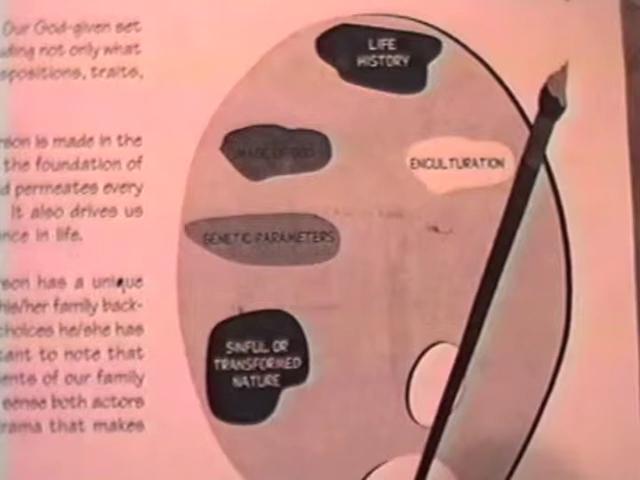 Our God-given set
ding not only what
spositions, traits,
rson is made in the
the foundation of
d permeates every
It also drives us
nce in life.
rson has a unique
his/her family back-
choices he/she has
tant to note that
ents of our family
sense both actors
rama that makes
LIFE
HISTORY
IMAGE OF GOD
ENCULTURATION
GENETIC PARAMETERS
SINFUL OR
TRANSFORMED
NATURE